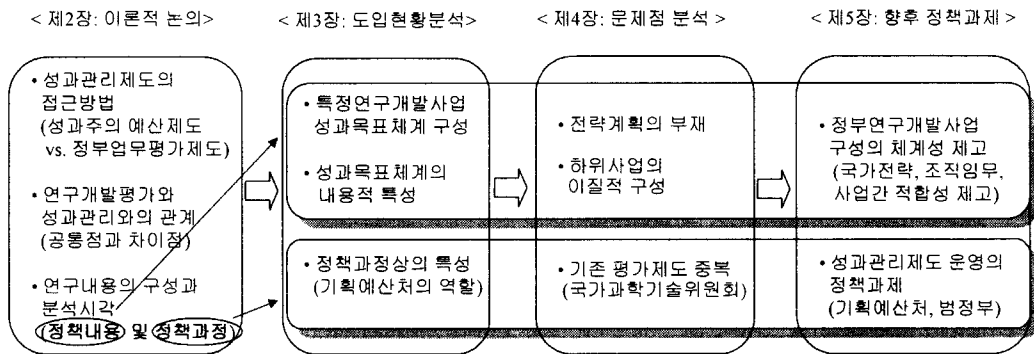 < 제2장: 이론적 논의>
• 성과관리제도의
접근방법
(성과주의 예산제도
vs. 정부업무평가제도)
• 연구개발평가와
성과관리와의 관계
(공통점과 차이점)
• 연구내용의 구성과
분석시각
(정책내용 및 정책과정)
< 제3장: 도입현황분석>
• 특정연구개발사업
성과목표체계 구성
• 성과목표체계의
내용적 특성
• 정책과정상의 특성
(기획예산처의 역할)
< 제4장: 문제점 분석>
• 전략계획의 부재
• 하위사업의
이질적 구성
• 기존 평가제도 중복
(국가과학기술위원회)
< 제5장: 향후 정책과제>
• 정부연구개발사업
구성의 체계성 제고
(국가전략, 조직임무,
사업간 적합성 제고)
• 성과관리제도 운영의
정책과제
(기획예산처, 범정부)